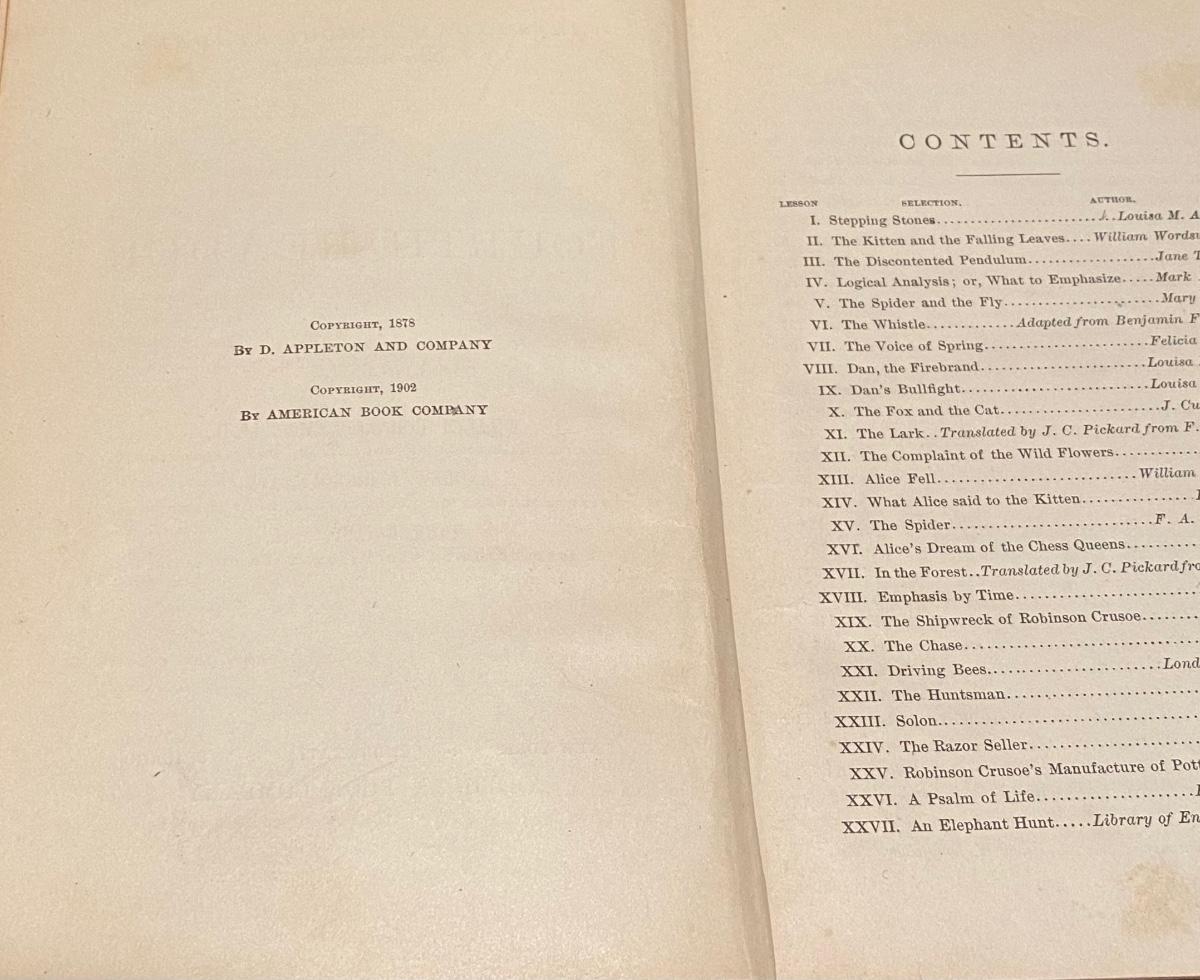 COPYRIGHT, 1878
BY D. APPLETON AND COMPANY
COPYRIGHT, 1902
BY AMERICAN BOOK COMPANY
CONTENTS.
LESSON SELECTION. AUTHOR.
I. Stepping Stones........................Louisa M. A
II. The Kitten and the Falling Leaves....William Words
III. The Discontented Pendulum...................Jane T
IV. Logical Analysis; or, What to Emphasize.....Mark
V. The Spider and the Fly.......................Mary
VI. The Whistle.............Adapted from Benjamin F
VII. The Voice of Spring.........................Felicia
VIII. Dan, the Firebrand.........................Louisa
IX. Dan's Bullfight............................Louisa
X. The Fox and the Cat........................J. Cu
XI. The Lark..Translated by J. C. Pickard from F.
XII. The Complaint of the Wild Flowers............
XIII. Alice Fell..............................William
XIV. What Alice said to the Kitten................
XV. The Spider.............................F. A.
XVI. Alice's Dream of the Chess Queens..........
XVII. In the Forest..Translated by J. C. Pickard fro
XVIII. Emphasis by Time..........................
XIX. The Shipwreck of Robinson Crusoe........
XX. The Chase..................................
XXI. Driving Bees.........................Lond
XXII. The Huntsman...........................
XXIII. Solon....................................
XXIV. The Razor Seller........................
XXV. Robinson Crusoe's Manufacture of Pott
XXVI. A Psalm of Life......................
XXVII. An Elephant Hunt.....Library of En